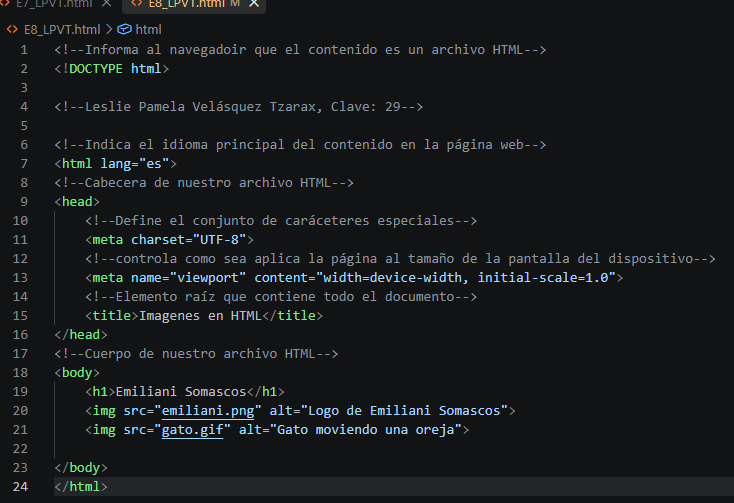 E7_LPVT.html
E8_LPVT.html M
E8_LPVT.html > html
1 <!--Informa al navegadoir que el contenido es un archivo HTML-->
2 <!DOCTYPE html>
3
4 <!--Leslie Pamela Velásquez Tzarax, Clave: 29-->
5
6 <!--Indica el idioma principal del contenido en la página web-->
7 <html lang="es">
8 <!--Cabecera de nuestro archivo HTML-->
9 <head>
10 <!--Define el conjunto de caráceteres especiales-->
11 <meta charset="UTF-8">
12 <!--controla como sea aplica la página al tamaño de la pantalla del dispositivo-->
13 <meta name="viewport" content="width=device-width, initial-scale=1.0">
14 <!--Elemento raíz que contiene todo el documento-->
15 <title>Imagenes en HTML</title>
16 </head>
17 <!--Cuerpo de nuestro archivo HTML-->
18 <body>
19 <h1>Emiliani Somascos</h1>
20 <img src="emiliani.png" alt="Logo de Emiliani Somascos">
21 <img src="gato.gif" alt="Gato moviendo una oreja">
22
23 </body>
24 </html>